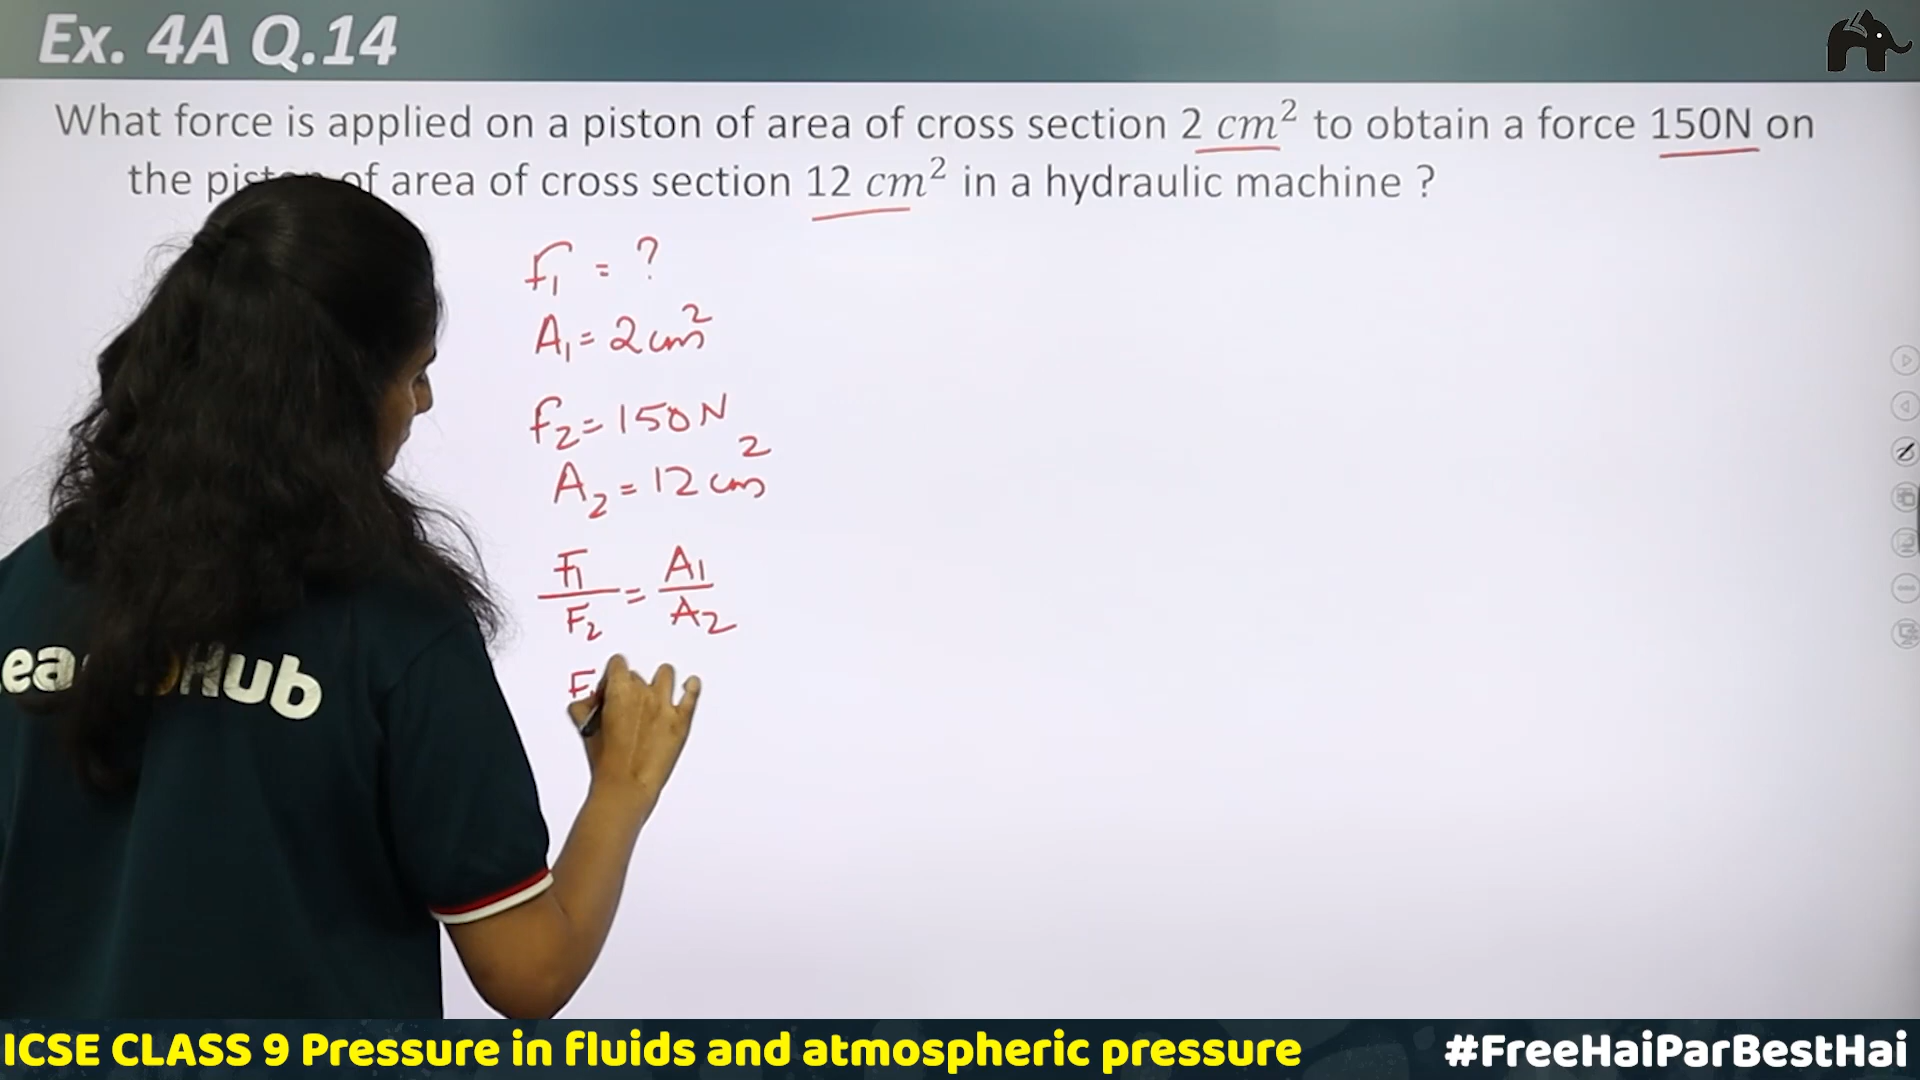 Ex. 4A Q.14
What force is applied on a piston of area of cross section 2 cm² to obtain a force 150N on
the of area of cross section 12 cm² in a hydraulic machine ?
F₁ = ?
A₁ = 2 cm²
F₂ = 150 N
A₂ = 12 cm²
F₁/F₂ = A₁/A₂
F
Hub
ICSE CLASS 9 Pressure in fluids and atmospheric pressure
#FreeHaiParBestHai